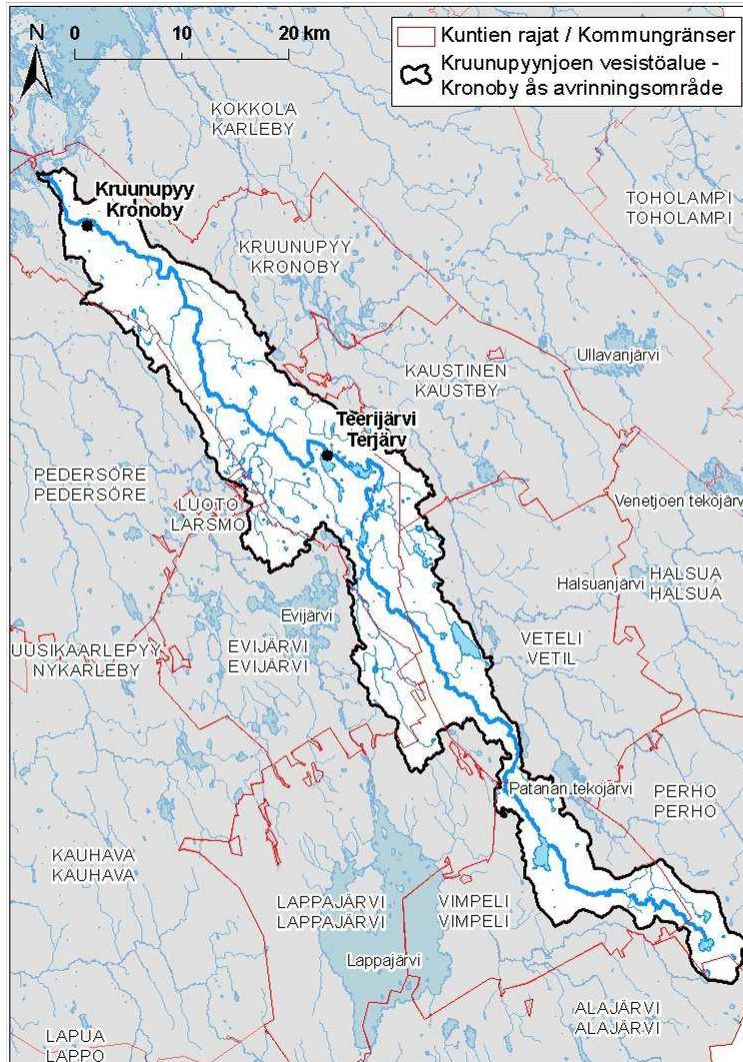 N
0 20 km
Kuntien rajat / Kommungränser
Kruunupyynjoen vesistöalue -
Kronoby ås avrinningsområde
KOKKOLA
KARLEBY
Kruunupyy
Kronoby
TOHOLAMPI
TOHOLAMPI
KRUUNUPYY
KRONOBY
Ullavanjärvi
KAUSTINEN
KAUSTBY
Teerijärvi
Terjärv
PEDERSÖRE
PEDERSÖRE
LUOTO
LARSMO
Venetjoen tekojärv
Halsuanjärvi
HALSUA
HALSUA
Evijärvi
EVIJÄRVI
EVIJÄRVI
VETELI
VETIL
UUSIKAARLEPYY
NYKARLEBY
Patanan tekojärvi
PERHO
PERHO
KAUHAVA
KAUHAVA
LAPPAJÄRVI
LAPPAJÄRVI
VIMPELI
VIMPELI
Lappajärvi
ALAJÄRVI
ALAJÄRVI
LAPUA
LAPPO